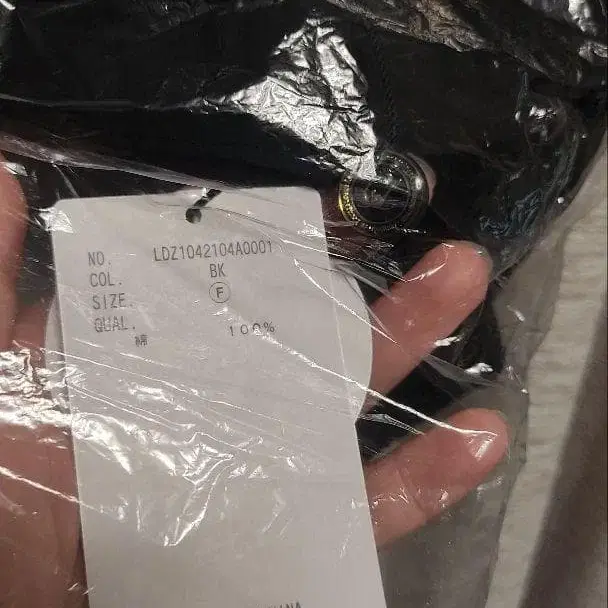 NO. LDZ1042104A0001
COL. BK
SIZE. Ⓕ
QUAL.
綿 100%